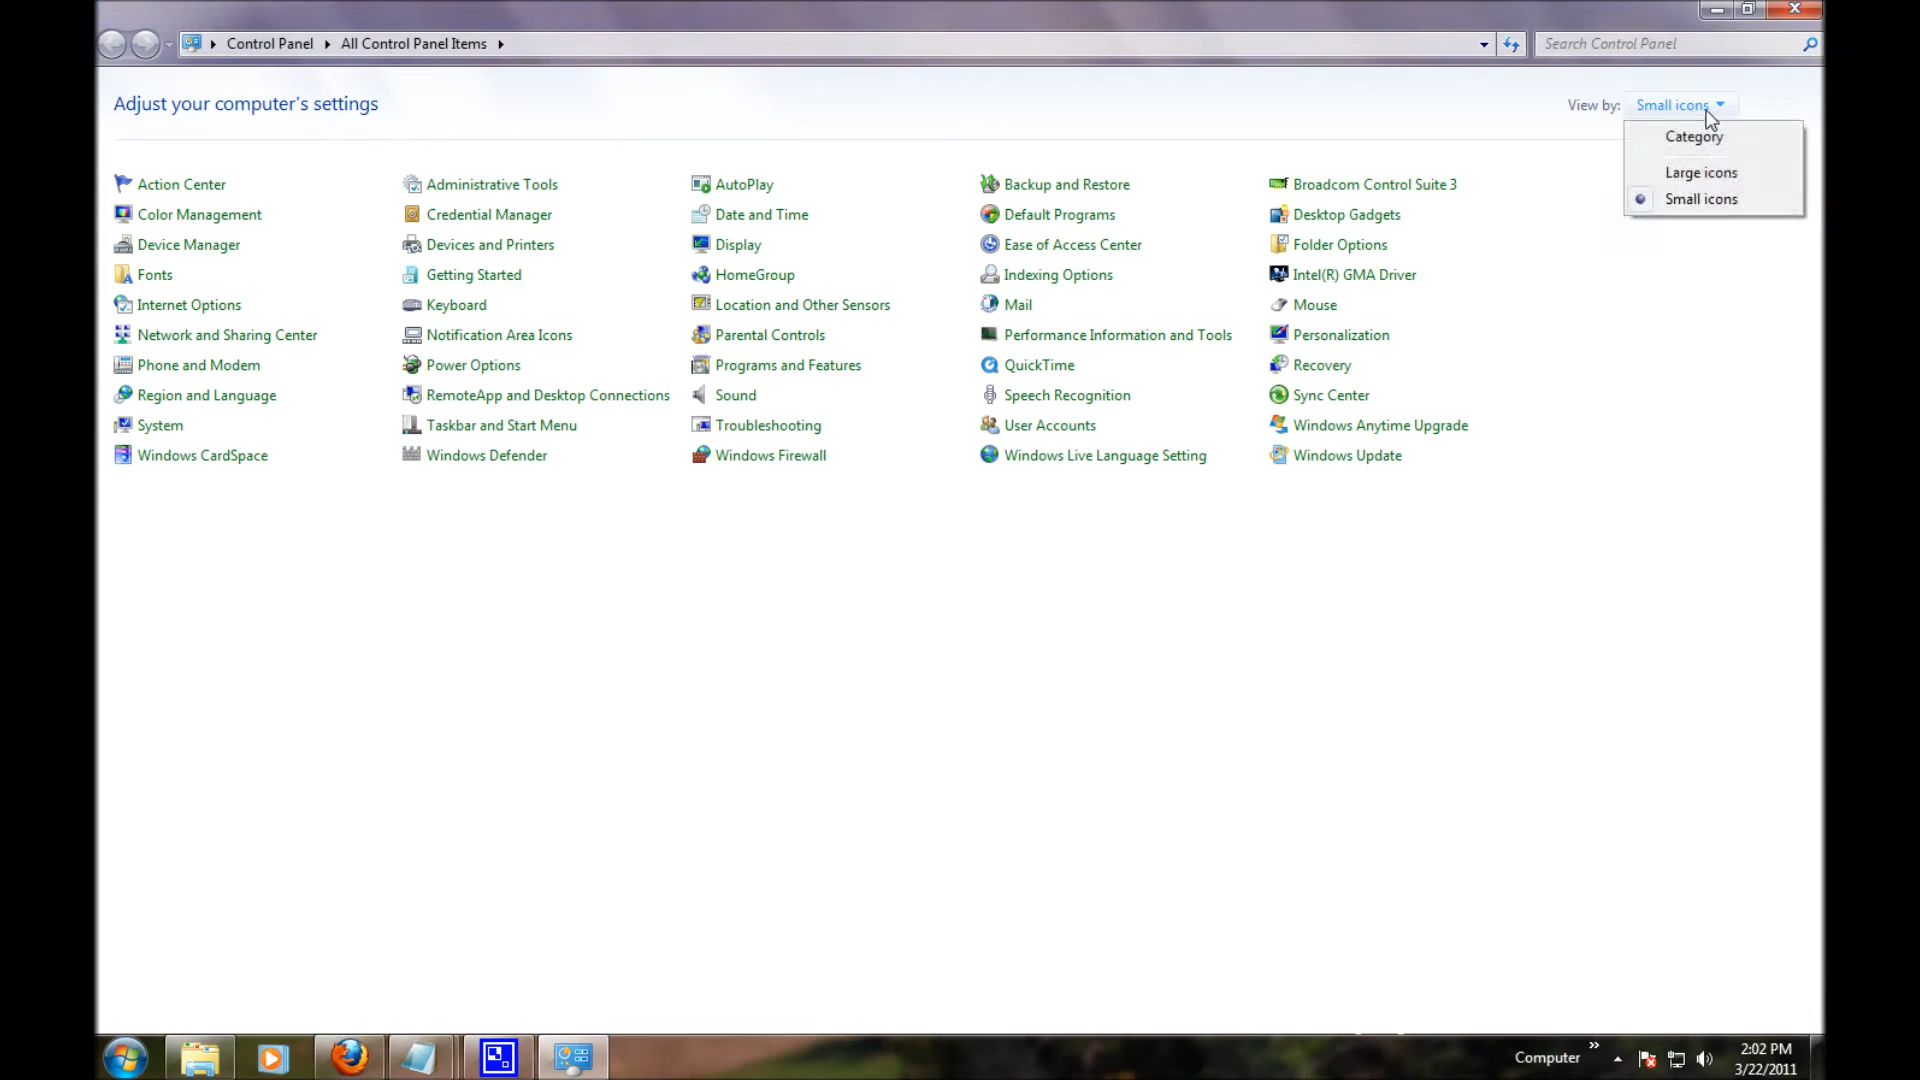 Control Panel
All Control Panel Items
Search Control Panel
Adjust your computer's settings
View by: Small icons
Category
Large icons
Small icons
Action Center
Administrative Tools
AutoPlay
Backup and Restore
Broadcom Control Suite 3
Color Management
Credential Manager
Date and Time
Default Programs
Desktop Gadgets
Device Manager
Devices and Printers
Display
Ease of Access Center
Folder Options
Fonts
Getting Started
HomeGroup
Indexing Options
Intel(R) GMA Driver
Internet Options
Keyboard
Location and Other Sensors
Mail
Mouse
Network and Sharing Center
Notification Area Icons
Parental Controls
Performance Information and Tools
Personalization
Phone and Modem
Power Options
Programs and Features
QuickTime
Recovery
Region and Language
RemoteApp and Desktop Connections
Sound
Speech Recognition
Sync Center
System
Taskbar and Start Menu
Troubleshooting
User Accounts
Windows Anytime Upgrade
Windows CardSpace
Windows Defender
Windows Firewall
Windows Live Language Setting
Windows Update
Computer
2:02 PM
3/22/2011